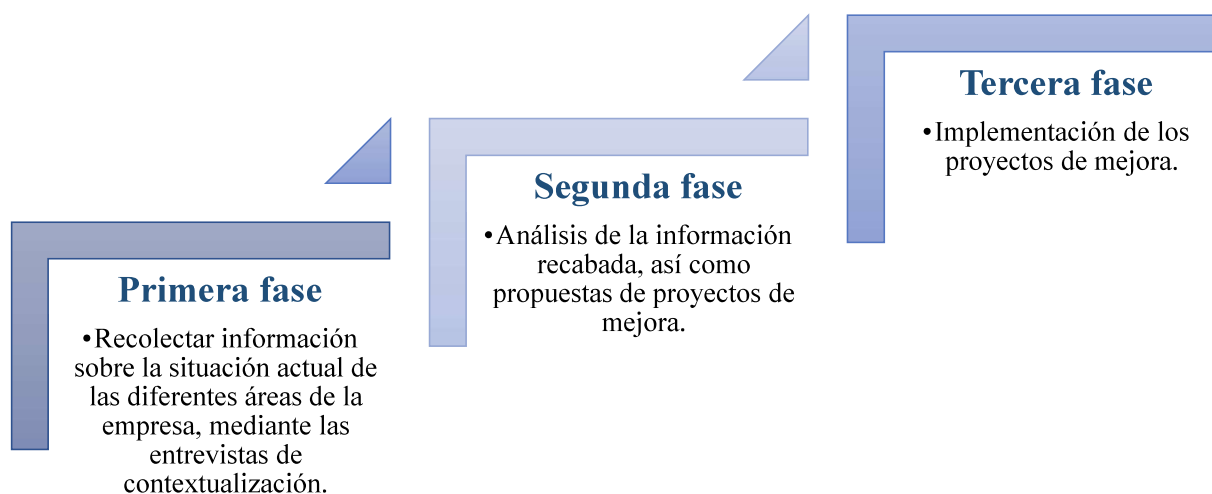 Primera fase
•Recolectar información
sobre la situación actual de
las diferentes áreas de la
empresa, mediante las
entrevistas de
contextualización.
Segunda fase
•Análisis de la información
recabada, así como
propuestas de proyectos de
mejora.
Tercera fase
•Implementación de los
proyectos de mejora.